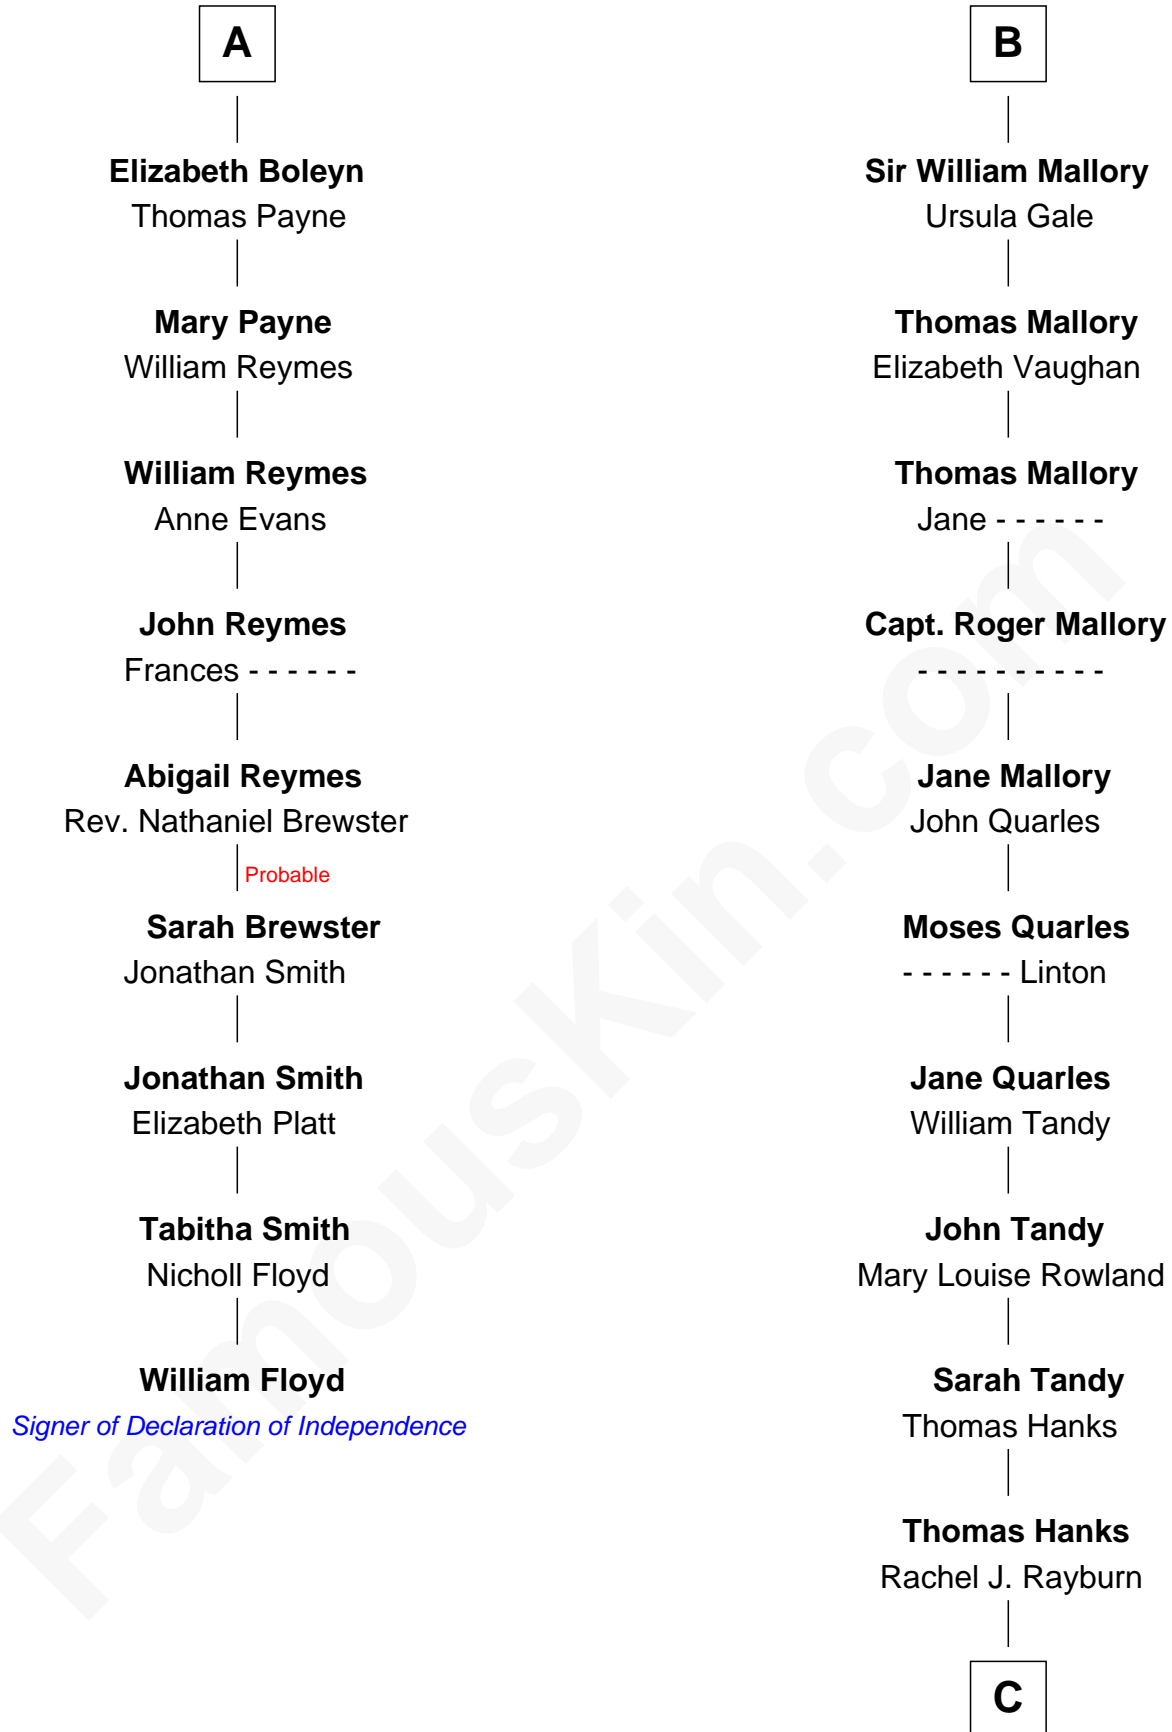 A
Elizabeth Boleyn
Thomas Payne
Mary Payne
William Reymes
William Reymes
Anne Evans
John Reymes
Frances - - - - - -
Abigail Reymes
Rev. Nathaniel Brewster
Probable
Sarah Brewster
Jonathan Smith
Jonathan Smith
Elizabeth Platt
Tabitha Smith
Nicholl Floyd
William Floyd
Signer of Declaration of Independence
B
Sir William Mallory
Ursula Gale
Thomas Mallory
Elizabeth Vaughan
Thomas Mallory
Jane - - - - - -
Capt. Roger Mallory
- - - - - - - - - -
Jane Mallory
John Quarles
Moses Quarles
- - - - - - Linton
Jane Quarles
William Tandy
John Tandy
Mary Louise Rowland
Sarah Tandy
Thomas Hanks
Thomas Hanks
Rachel J. Rayburn
C
FamousKin.com